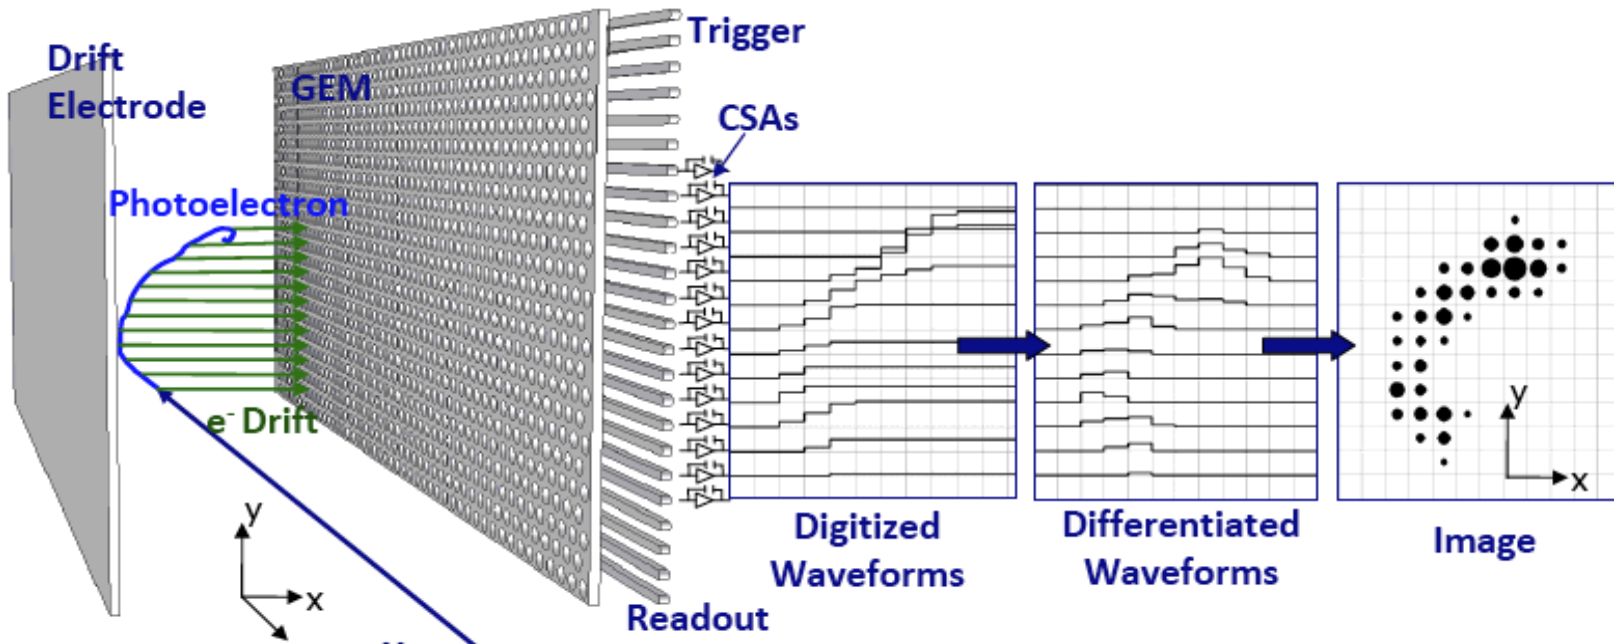 Drift
Electrode
GEM
Trigger
CSAs
Photoelectron
e⁻ Drift
y
x
Readout
Digitized
Waveforms
Differentiated
Waveforms
y
x
Image